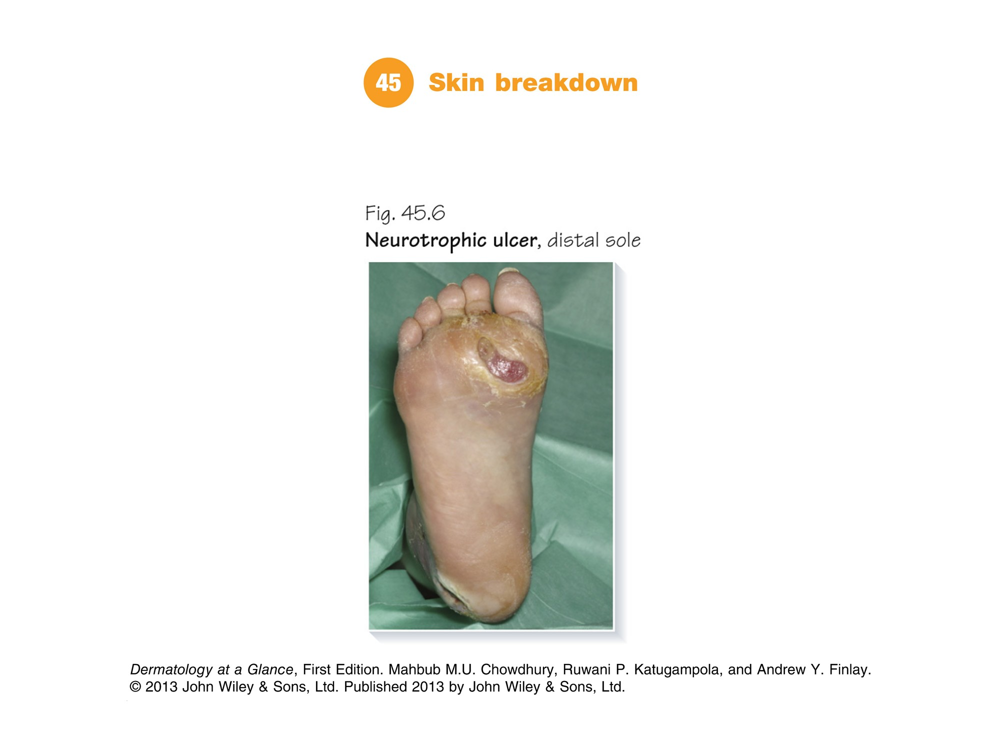 45 Skin breakdown
Fig. 45.6
Neurotrophic ulcer, distal sole
Dermatology at a Glance, First Edition. Mahbub M.U. Chowdhury, Ruwani P. Katugampola, and Andrew Y. Finlay.
© 2013 John Wiley & Sons, Ltd. Published 2013 by John Wiley & Sons, Ltd.